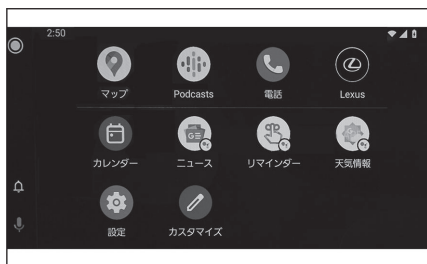 2:50
マップ Podcasts 電話 Lexus
カレンダー ニュース リマインダー 天気情報
設定 カスタマイズ